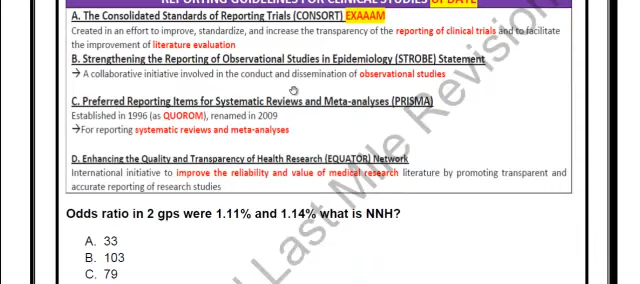 REPORTING GUIDELINES FOR CLINICAL STUDIES UPDATE
A. The Consolidated Standards of Reporting Trials (CONSORT) EXAAAM
Created in an effort to improve, standardize, and increase the transparency of the reporting of clinical trials and to facilitate
the improvement of literature evaluation
B. Strengthening the Reporting of Observational Studies in Epidemiology (STROBE) Statement
→ A collaborative initiative involved in the conduct and dissemination of observational studies
C. Preferred Reporting Items for Systematic Reviews and Meta-analyses (PRISMA)
Established in 1996 (as QUOROM), renamed in 2009
→For reporting systematic reviews and meta-analyses
D. Enhancing the Quality and Transparency of Health Research (EQUATOR) Network
International initiative to improve the reliability and value of medical research literature by promoting transparent and
accurate reporting of research studies
Odds ratio in 2 gps were 1.11% and 1.14% what is NNH?
A. 33
B. 103
C. 79
Last Mile Revision